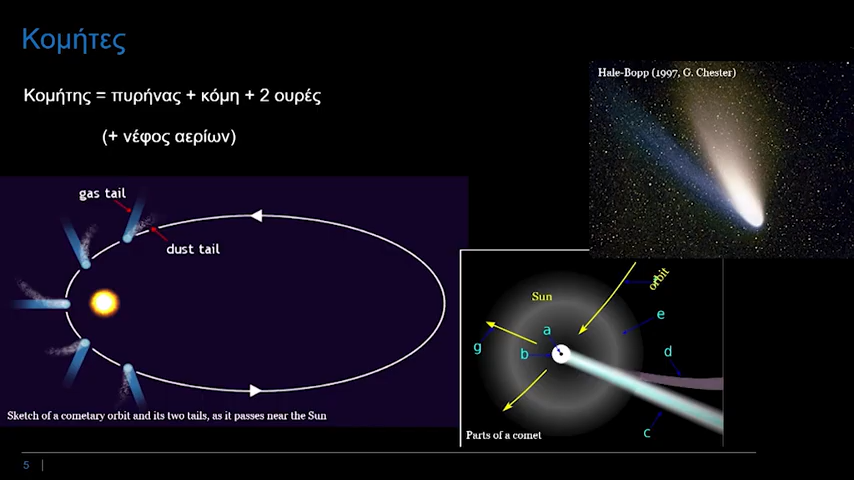 Κομήτες
Κομήτης = πυρήνας + κόμη + 2 ουρές
(+ νέφος αερίων)
Hale-Bopp (1997, G. Chester)
gas tail
dust tail
Sketch of a cometary orbit and its two tails, as it passes near the Sun
orbit
Sun
e
a
g
b
d
c
Parts of a comet
5 |